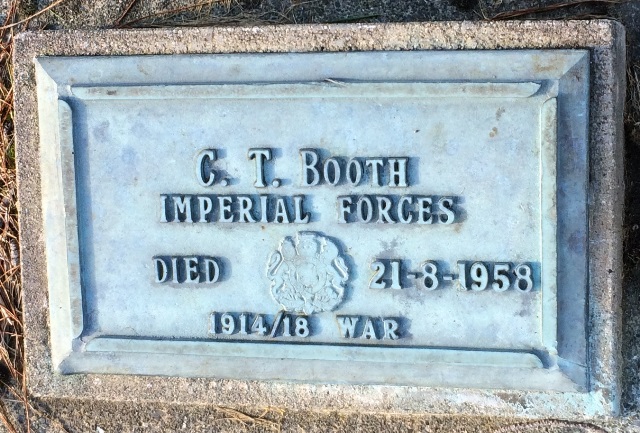 C. T. BOOTH
IMPERIAL FORCES
DIED 21-8-1958
1914/18 WAR